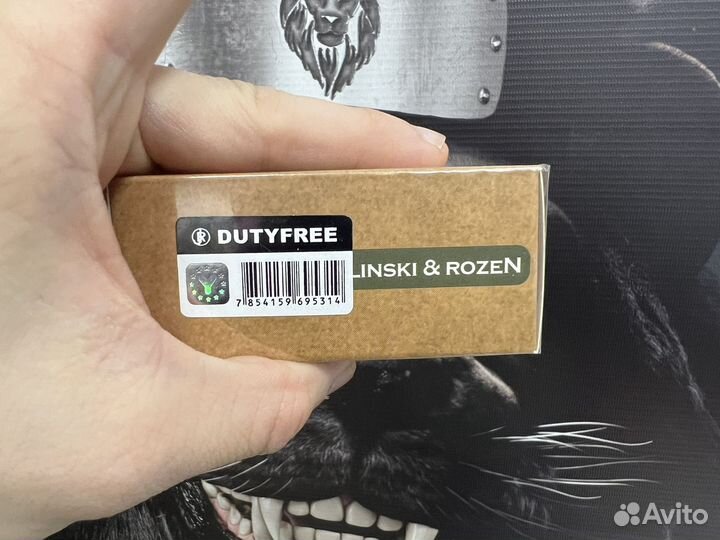 DUTYFREE
LINSKI & ROZEN
7 854159 695314
Avito